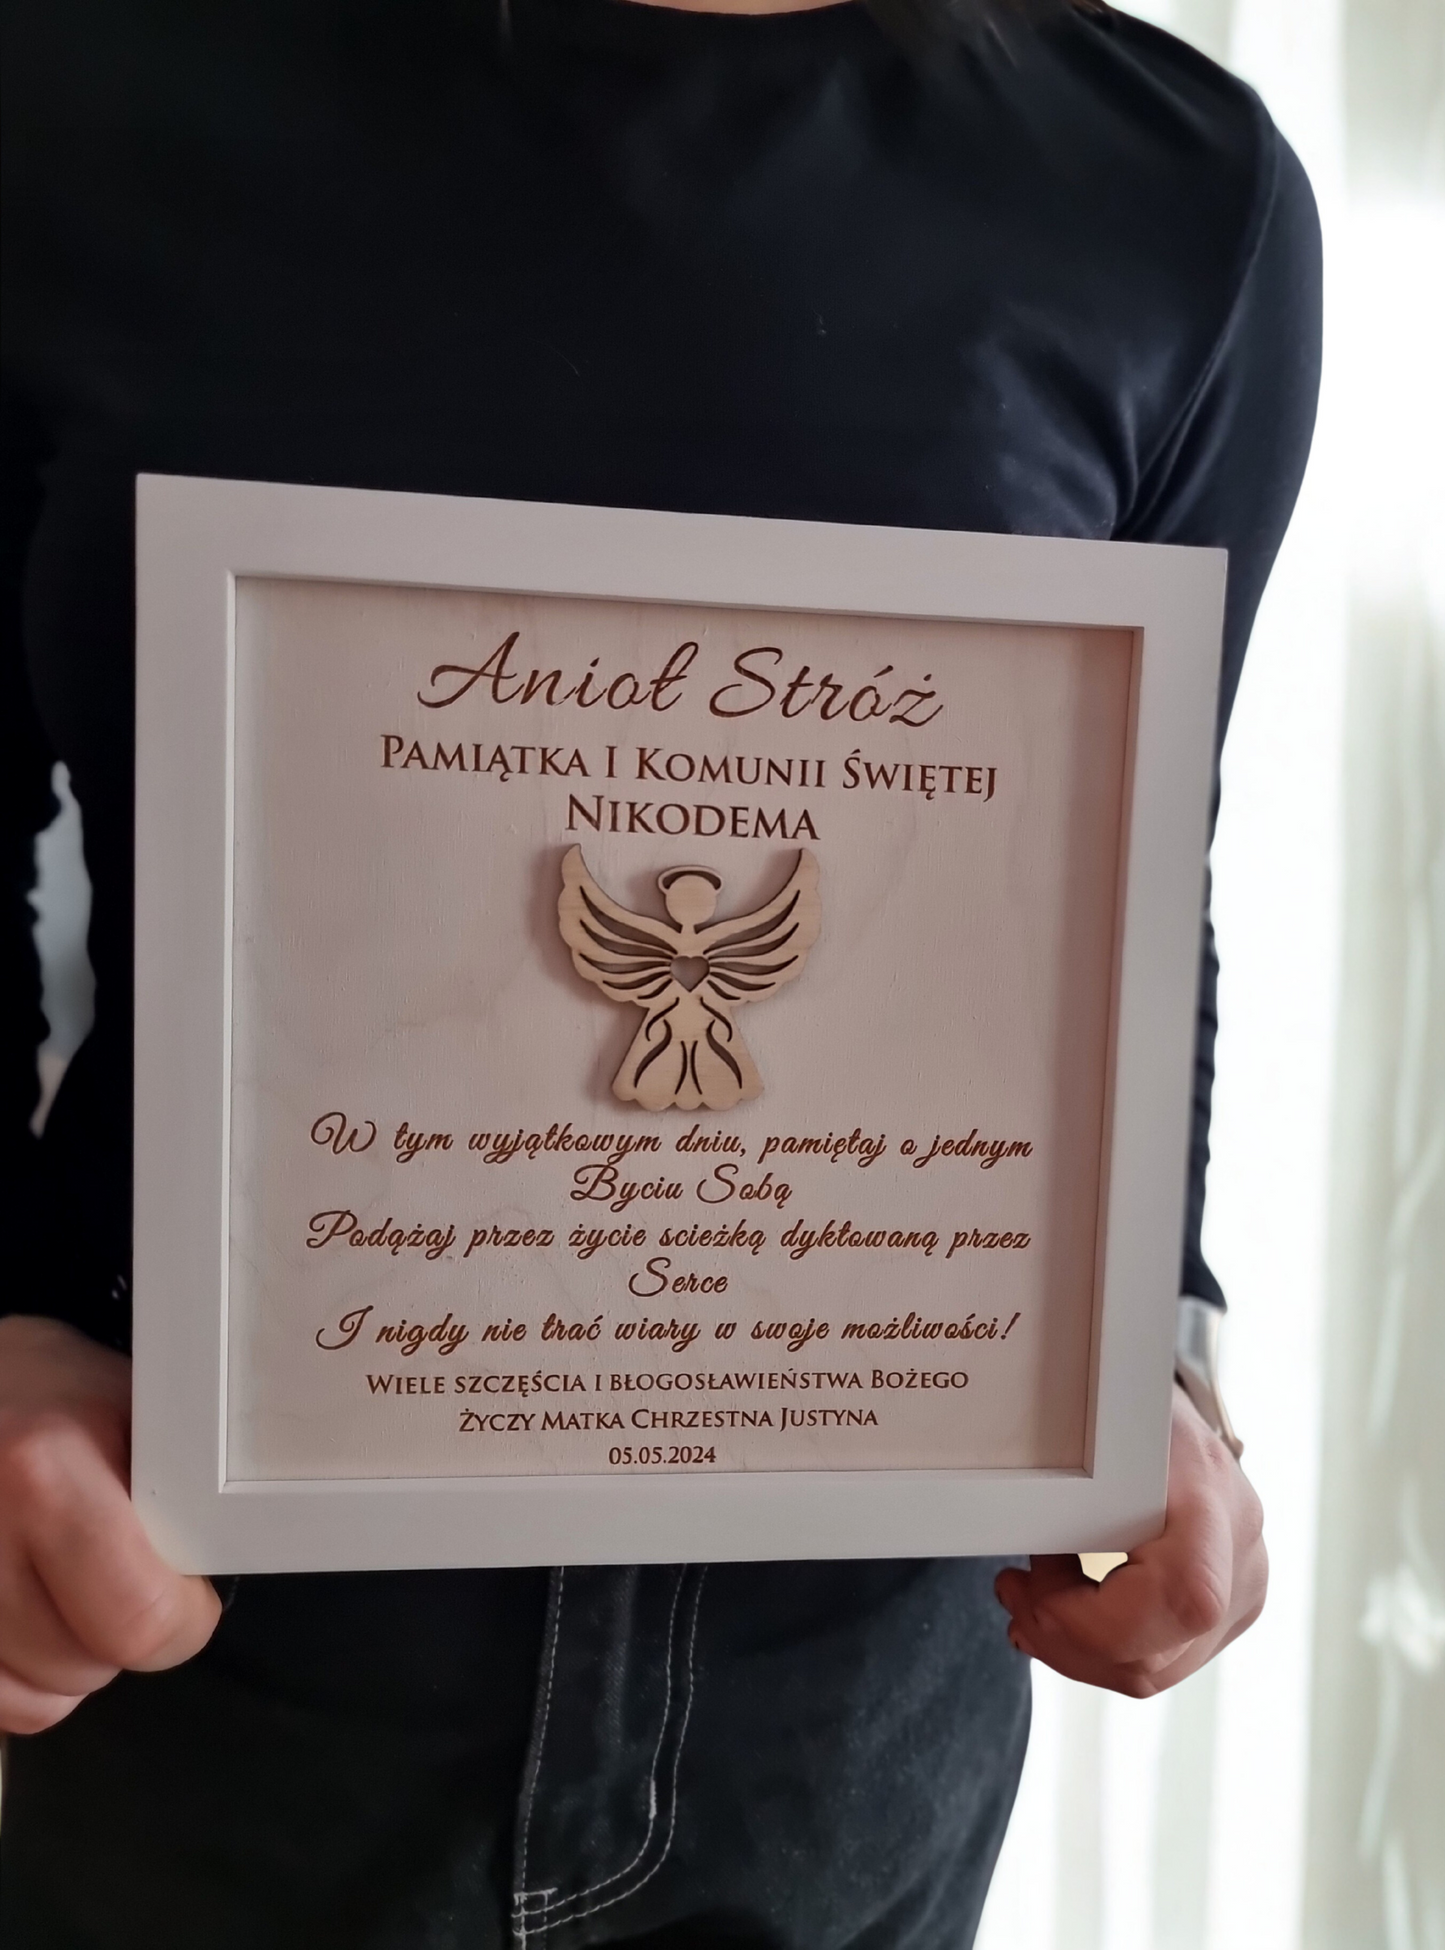 Anioł Stróż
Pamiątka I Komunii Świętej
Nikodema
W tym wyjątkowym dniu, pamiętaj o jednym
Byciu Sobą
Podążaj przez życie scieżką dyktowaną przez
Serce
I nigdy nie trać wiary w swoje możliwości!
Wiele szczęścia i błogosławieństwa Bożego
życzy Matka Chrzestna Justyna
05.05.2024